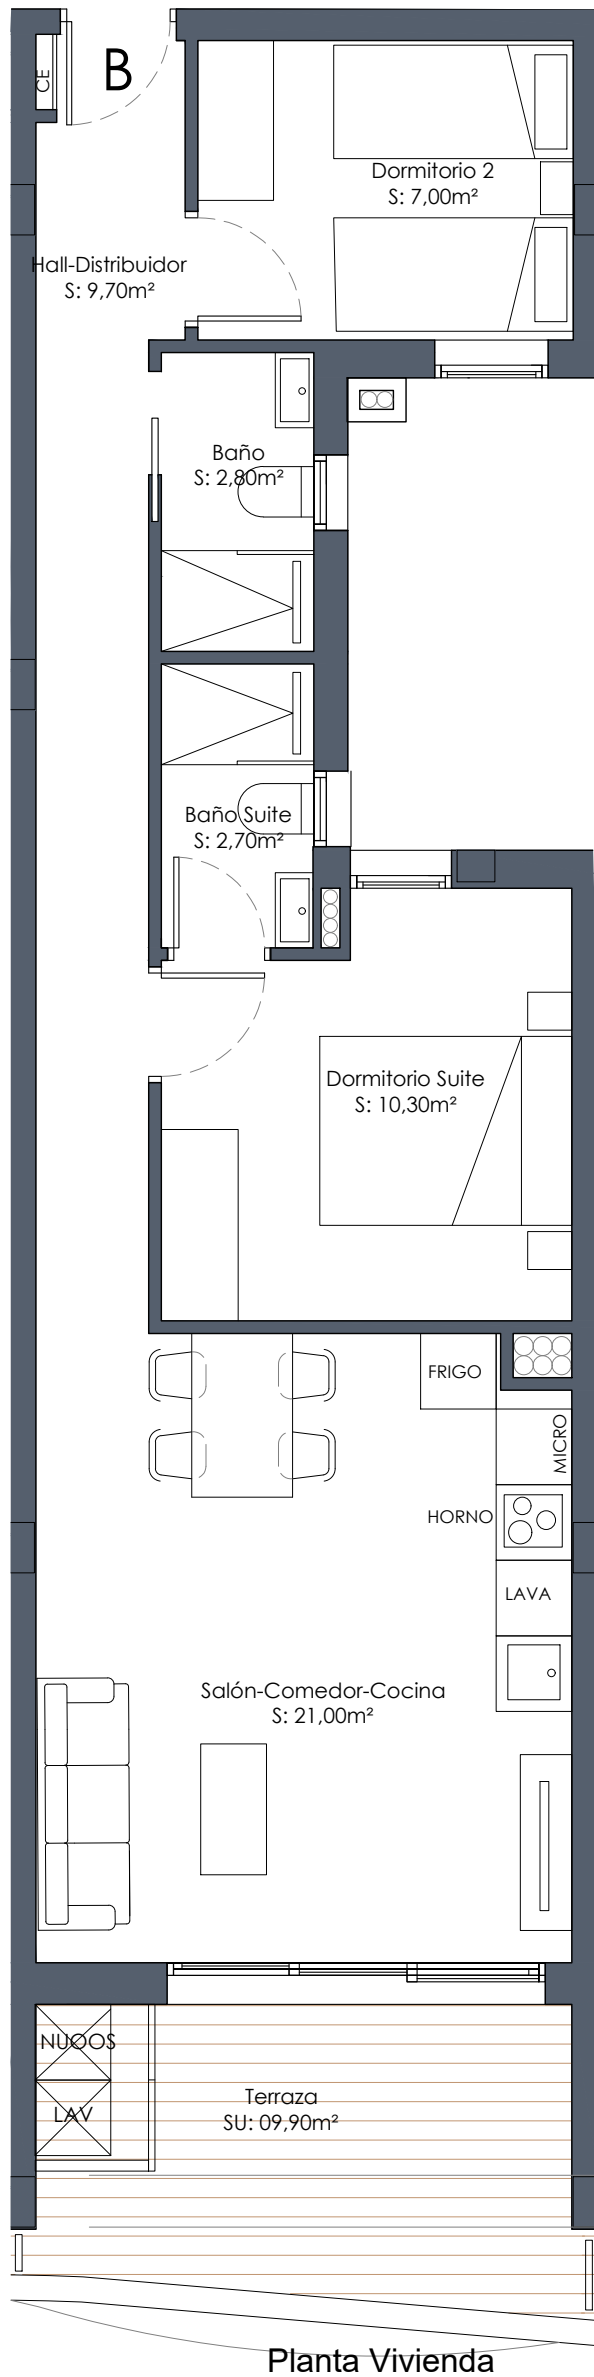 CE
B
Dormitorio 2
S: 7,00m²
Hall-Distribuidor
S: 9,70m²
Baño
S: 2,80m²
Baño Suite
S: 2,70m²
Dormitorio Suite
S: 10,30m²
FRIGO
MICRO
HORNO
LAVA
Salón-Comedor-Cocina
S: 21,00m²
NUOOS
LAV
Terraza
SU: 09,90m²
Planta Vivienda